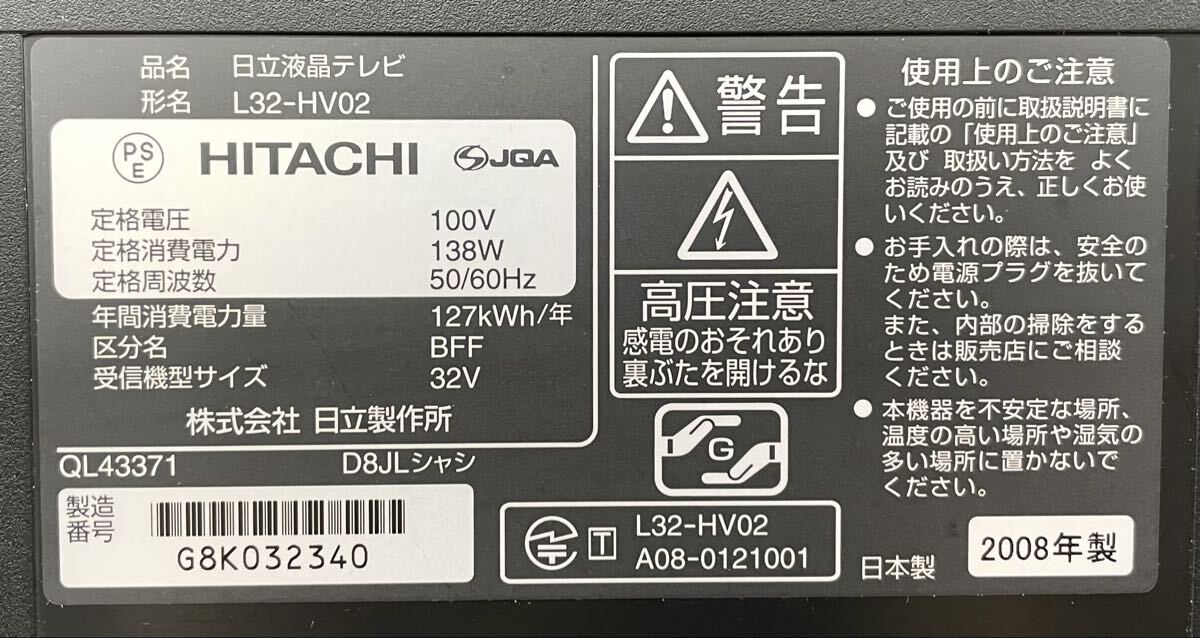 品名 日立液晶テレビ
形名 L32-HV02
PSE HITACHI JQA
定格電圧 100V
定格消費電力 138W
定格周波数 50/60Hz
年間消費電力量 127kWh/年
区分名 BFF
受信機型サイズ 32V
株式会社 日立製作所
QL43371 D8JLシャシ
製造
番号
G8K032340
警告
高圧注意
感電のおそれあり
裏ぶたを開けるな
G
T L32-HV02
A08-0121001
使用上のご注意
● ご使用の前に取扱説明書に
記載の「使用上のご注意」
及び 取扱い方法を よく
お読みのうえ、正しくお使
いください。
● お手入れの際は、安全の
ため電源プラグを抜いて
ください。
また、内部の掃除をする
ときは販売店にご相談
ください。
● 本機器を不安定な場所、
温度の高い場所や湿気の
多い場所に置かないで
ください。
日本製 2008年製